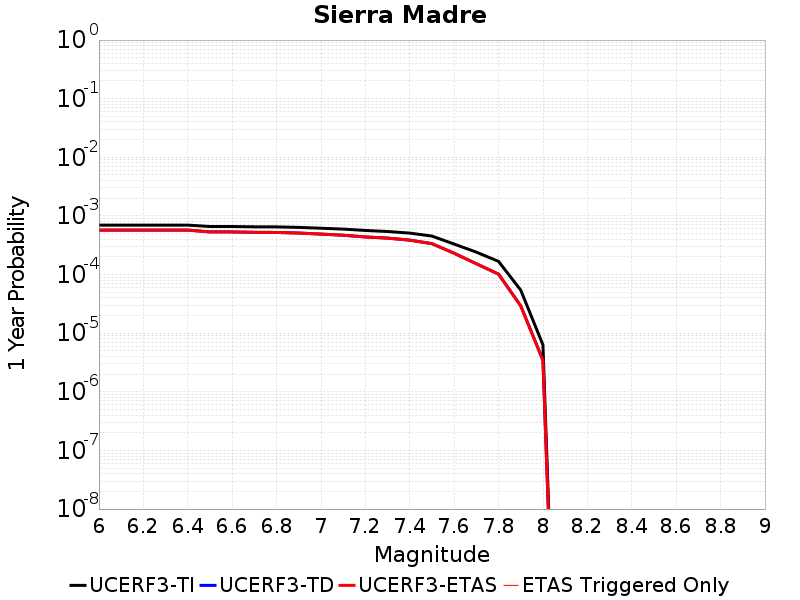 Sierra Madre
1 Year Probability
10^0
10^-1
10^-2
10^-3
10^-4
10^-5
10^-6
10^-7
10^-8
6 6.2 6.4 6.6 6.8 7 7.2 7.4 7.6 7.8 8 8.2 8.4 8.6 8.8 9
Magnitude
UCERF3-TI UCERF3-TD UCERF3-ETAS ETAS Triggered Only